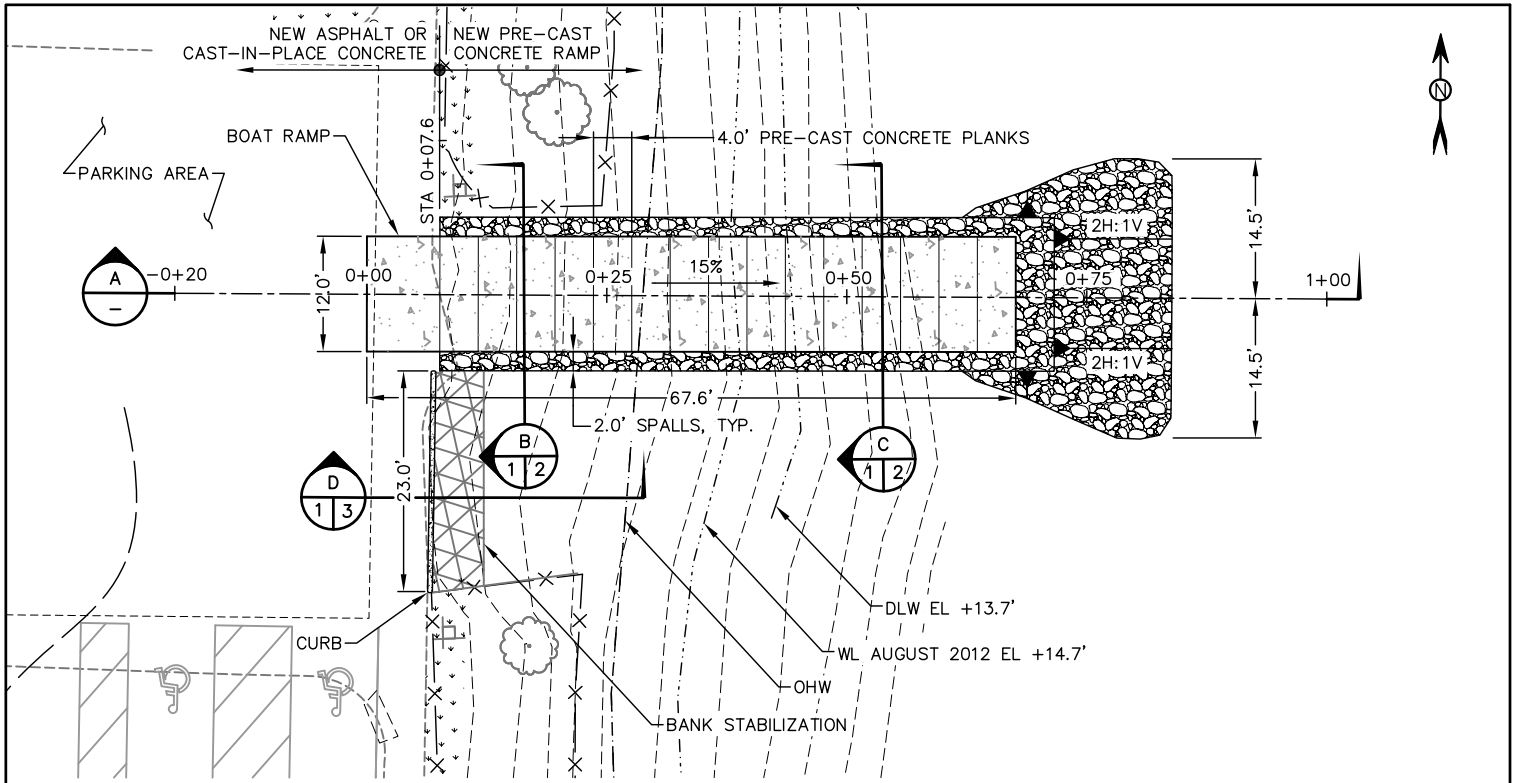 NEW ASPHALT OR
CAST-IN-PLACE CONCRETE
NEW PRE-CAST
CONCRETE RAMP
N
BOAT RAMP
4.0' PRE-CAST CONCRETE PLANKS
PARKING AREA
STA 0+07.6
2H:1V
14.5'
A
–
-0+20
0+00
0+25
15%
0+50
0+75
1+00
12.0'
2H:1V
14.5'
67.6'
2.0' SPALLS, TYP.
B
1 2
C
1 2
D
1 3
23.0'
DLW EL +13.7'
CURB
WL AUGUST 2012 EL +14.7'
OHW
BANK STABILIZATION